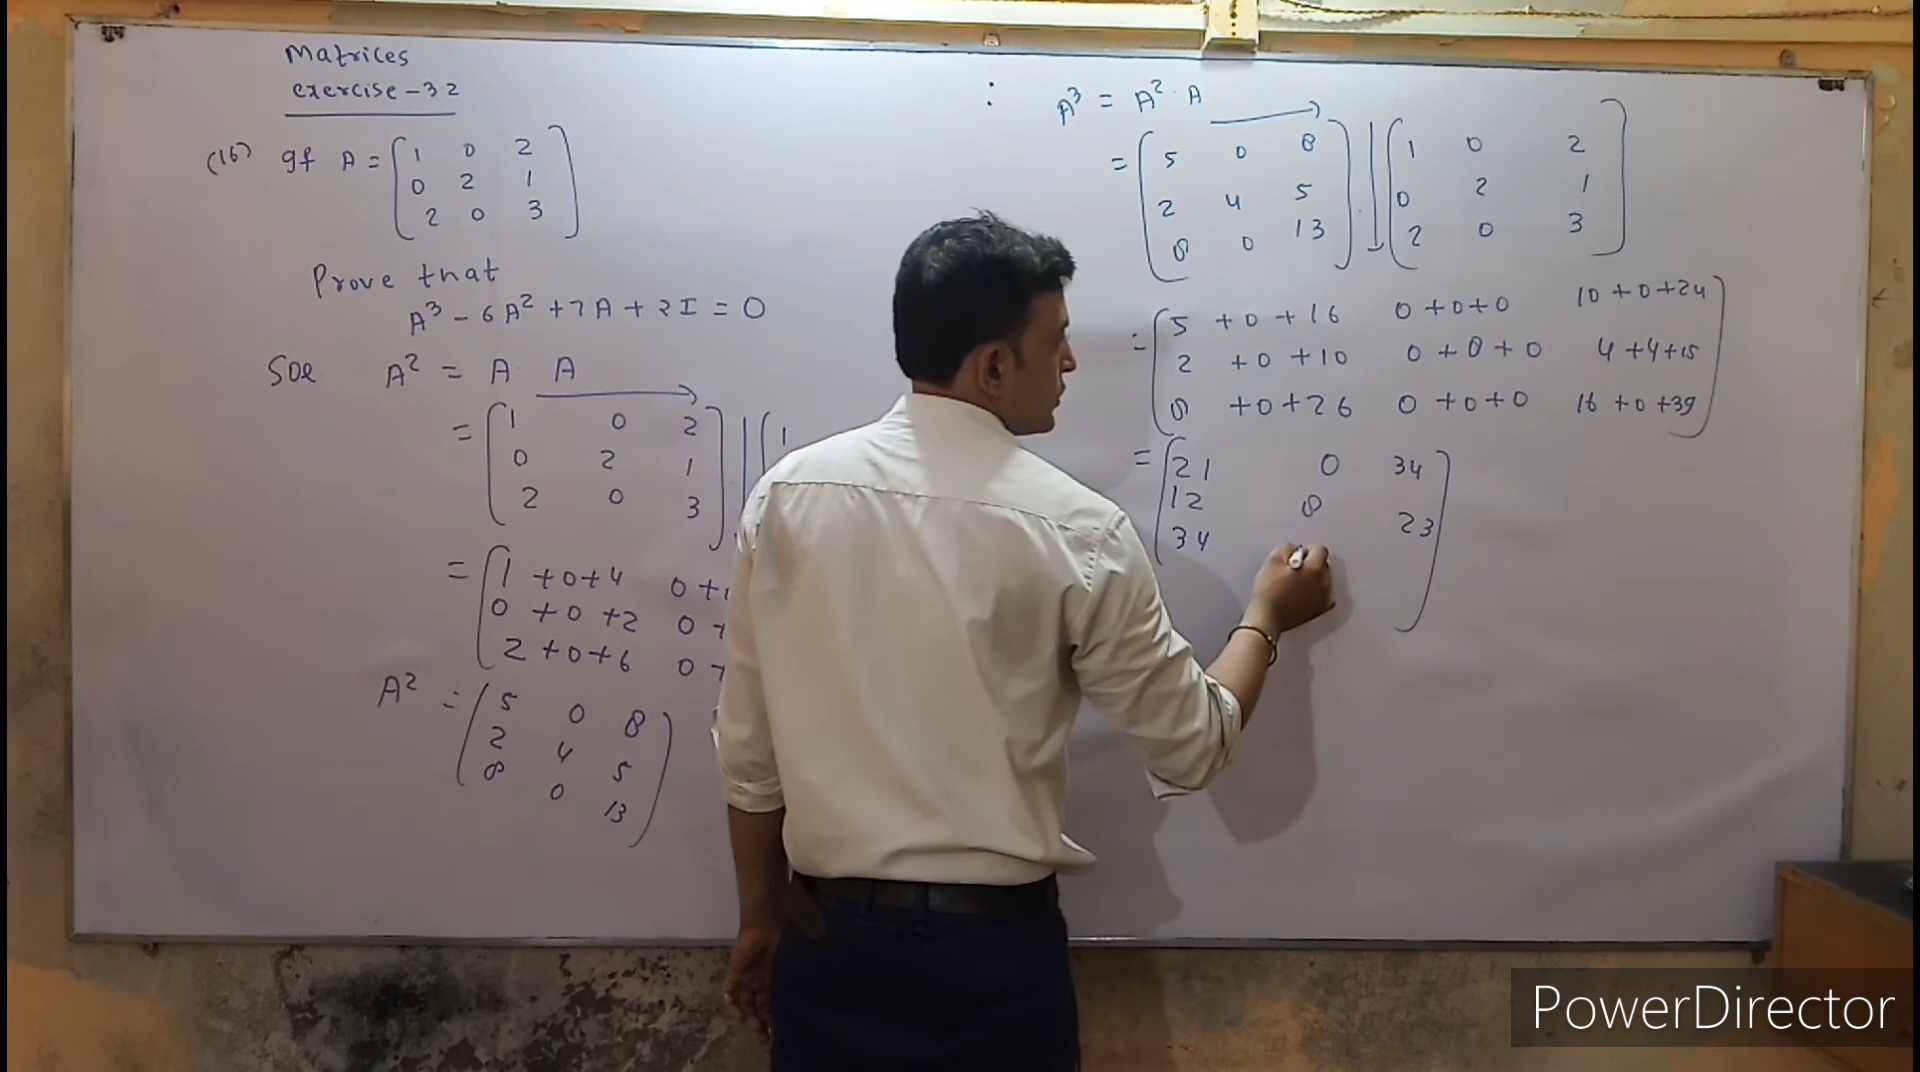 शुभ
लाभ
Matrices
exercise-3.2
(16) If A = [1 0 2
0 2 1
2 0 3]
Prove that
A³ - 6A² + 7A + 2I = 0
Soe A² = A A
= [1 0 2] [1
0 2 1
2 0 3
= [1 +0+4 0 +
0 +0 +2 0 +
2 +0+6 0 +
A² = [5 0 8
2 4 5
8 0 13]
: A³ = A² · A
= [5 0 8] [1 0 2]
2 4 5 0 2 1
8 0 13 2 0 3
= [5 +0 +16 0 +0+0 10 +0+24]
2 +0 +10 0 +8 +0 4 +4+15
8 +0+26 0 +0+0 16 +0 +39
= [21 0 34]
12 8 23
34
PowerDirector